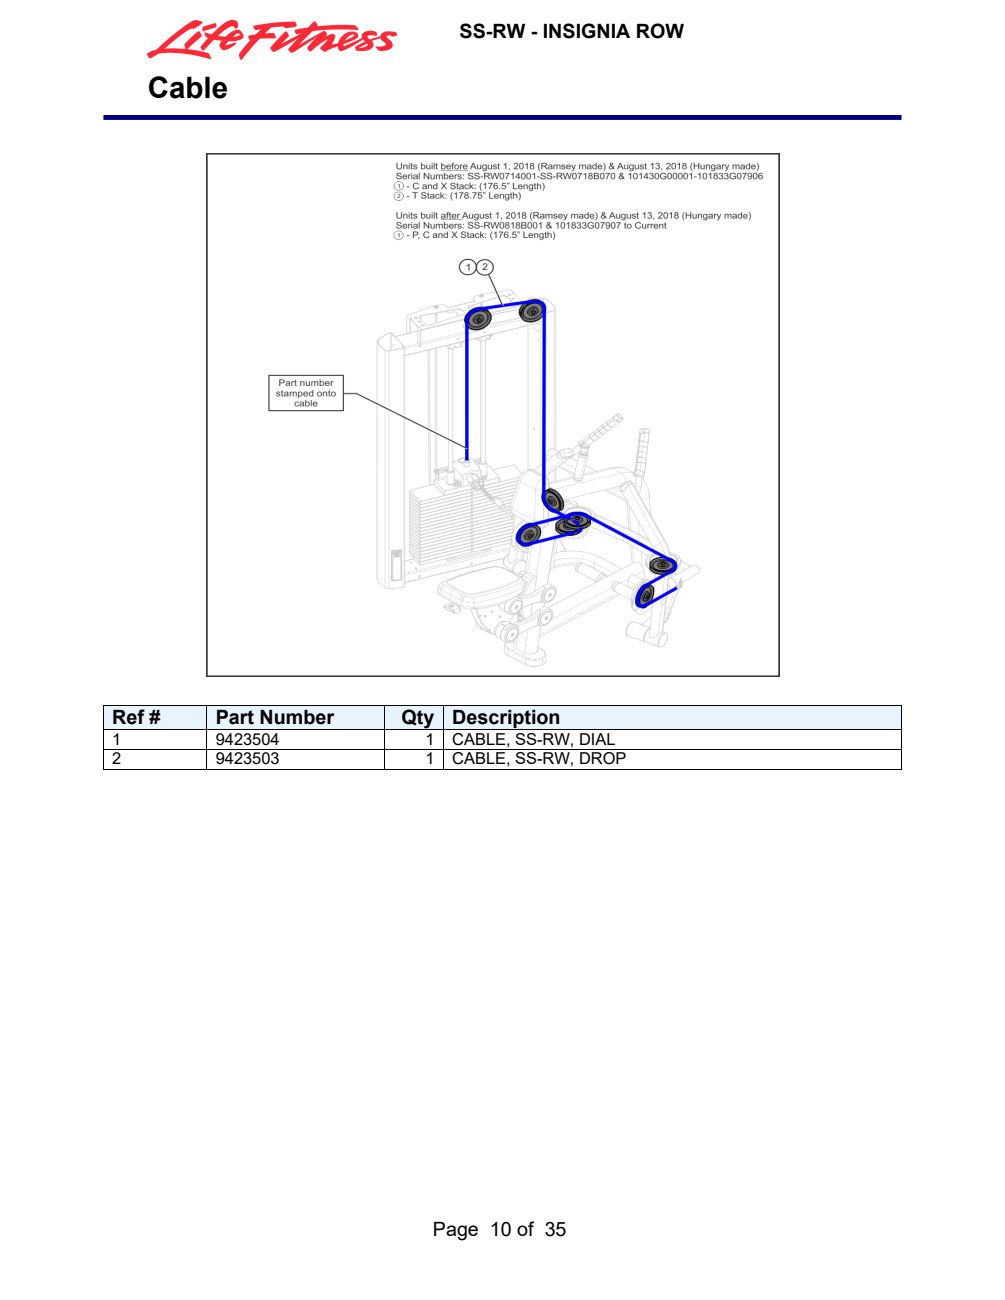 Life Fitness
SS-RW - INSIGNIA ROW
Cable
Units built before August 1, 2018 (Ramsey made) & August 13, 2018 (Hungary made)
Serial Numbers: SS-RW0714001-SS-RW0718B070 & 101430G00001-101833G07906
1 - C and X Stack: (176.5" Length)
2 - T Stack: (178.75" Length)
Units built after August 1, 2018 (Ramsey made) & August 13, 2018 (Hungary made)
Serial Numbers: SS-RW0818B001 & 101833G07907 to Current
1 - P, C and X Stack: (176.5" Length)
1 2
Part number
stamped onto
cable
Ref # Part Number Qty Description
1 9423504 1 CABLE, SS-RW, DIAL
2 9423503 1 CABLE, SS-RW, DROP
Page 10 of 35